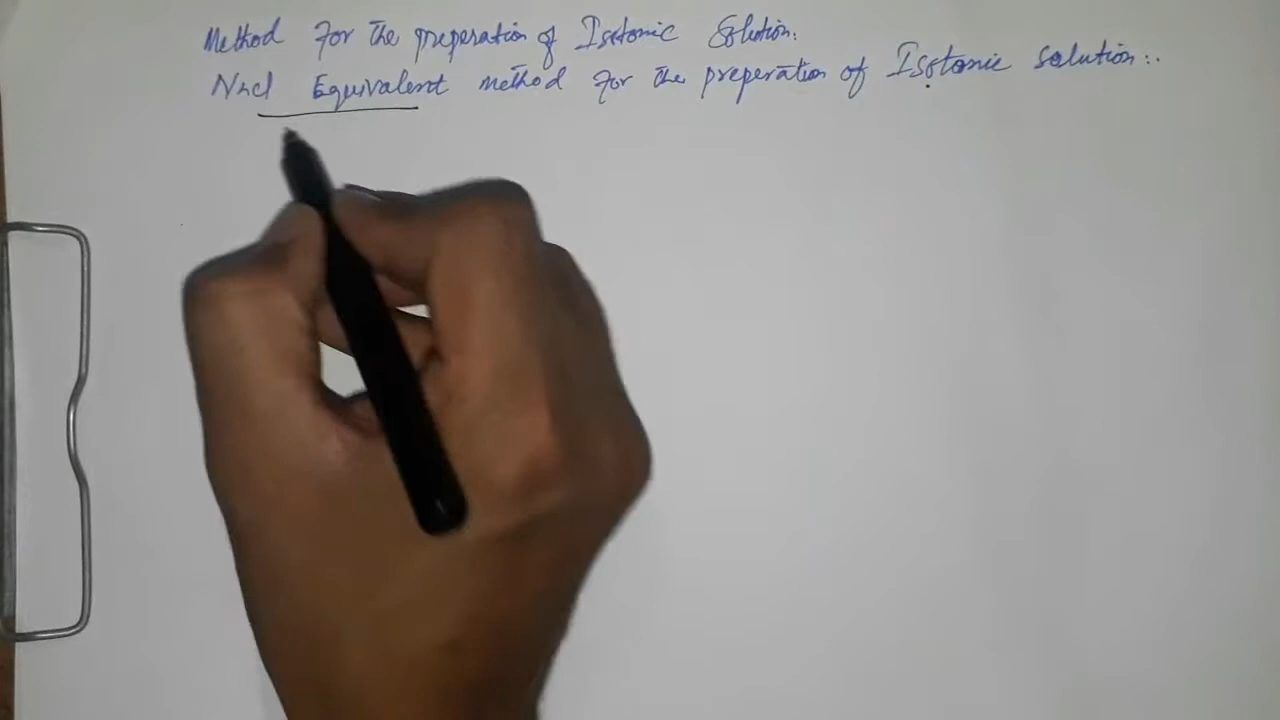 Method for the preperation of Isotonic Solution:
Nacl Equivalent method for the preperation of Isotonic solution:.